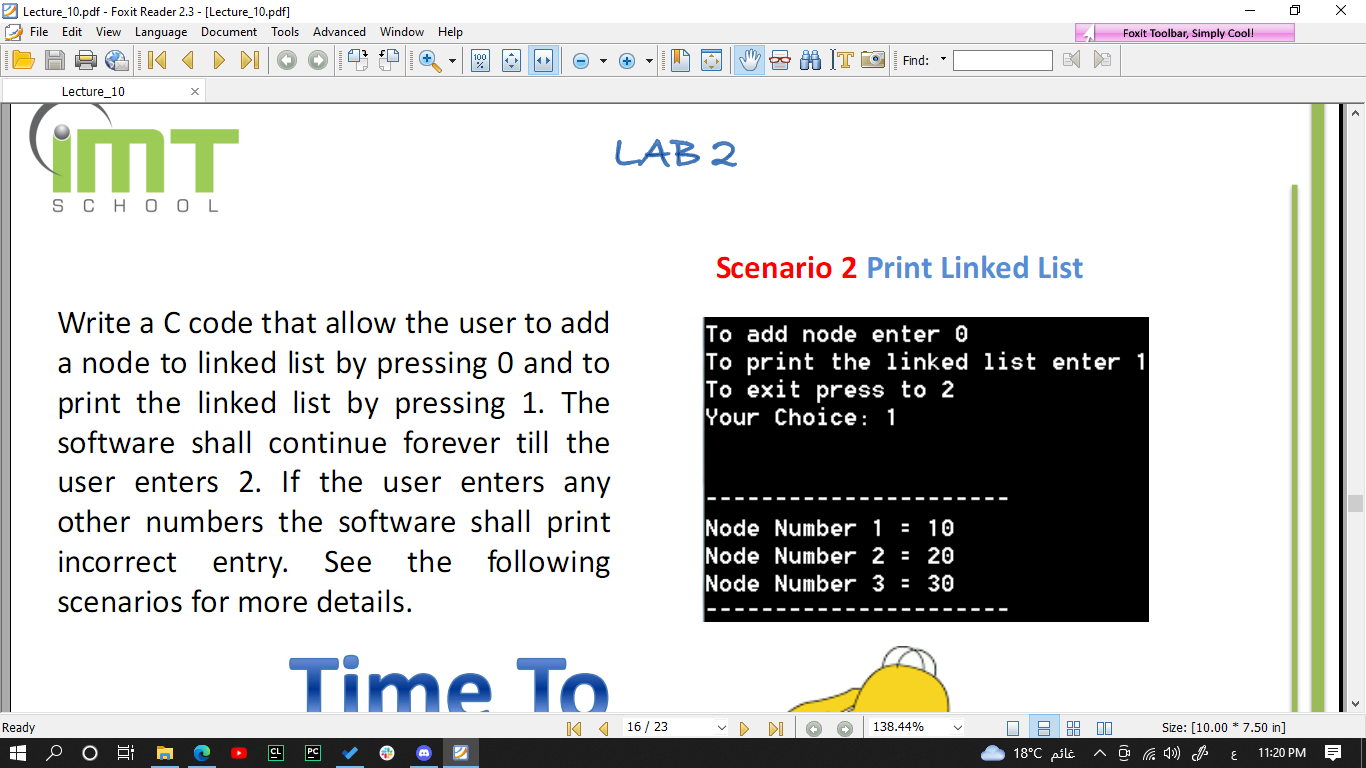 Lecture_10.pdf - Foxit Reader 2.3 - [Lecture_10.pdf]
File Edit View Language Document Tools Advanced Window Help
Foxit Toolbar, Simply Cool!
100 %
Find:
Lecture_10
iMT
SCHOOL
LAB 2
Scenario 2 Print Linked List
Write a C code that allow the user to add
a node to linked list by pressing 0 and to
print the linked list by pressing 1. The
software shall continue forever till the
user enters 2. If the user enters any
other numbers the software shall print
incorrect entry. See the following
scenarios for more details.
To add node enter 0
To print the linked list enter 1
To exit press to 2
Your Choice: 1
----------------------
Node Number 1 = 10
Node Number 2 = 20
Node Number 3 = 30
----------------------
Time To
Ready
16 / 23
138.44%
Size: [10.00 * 7.50 in]
CL
PC
18°C غائم
ع
11:20 PM